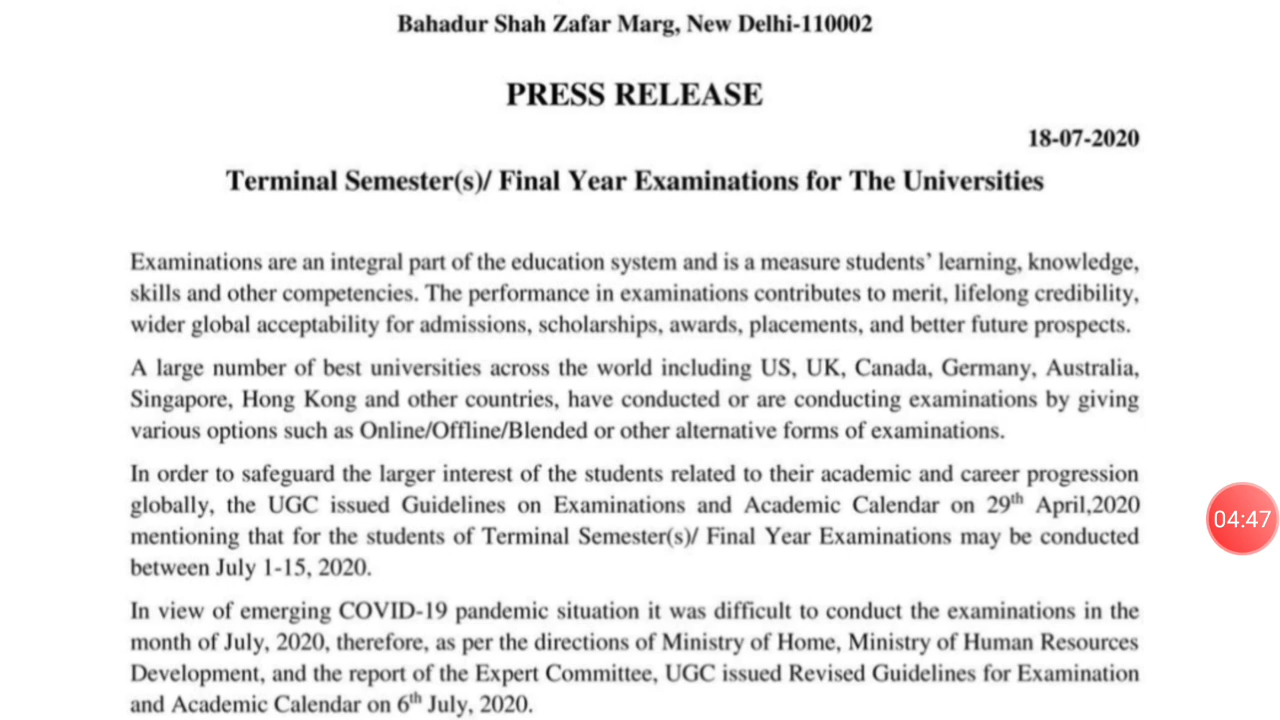 Bahadur Shah Zafar Marg, New Delhi-110002
PRESS RELEASE
18-07-2020
Terminal Semester(s)/ Final Year Examinations for The Universities
Examinations are an integral part of the education system and is a measure students’ learning, knowledge,
skills and other competencies. The performance in examinations contributes to merit, lifelong credibility,
wider global acceptability for admissions, scholarships, awards, placements, and better future prospects.
A large number of best universities across the world including US, UK, Canada, Germany, Australia,
Singapore, Hong Kong and other countries, have conducted or are conducting examinations by giving
various options such as Online/Offline/Blended or other alternative forms of examinations.
In order to safeguard the larger interest of the students related to their academic and career progression
globally, the UGC issued Guidelines on Examinations and Academic Calendar on 29th April,2020
mentioning that for the students of Terminal Semester(s)/ Final Year Examinations may be conducted
between July 1-15, 2020.
04:47
In view of emerging COVID-19 pandemic situation it was difficult to conduct the examinations in the
month of July, 2020, therefore, as per the directions of Ministry of Home, Ministry of Human Resources
Development, and the report of the Expert Committee, UGC issued Revised Guidelines for Examination
and Academic Calendar on 6th July, 2020.